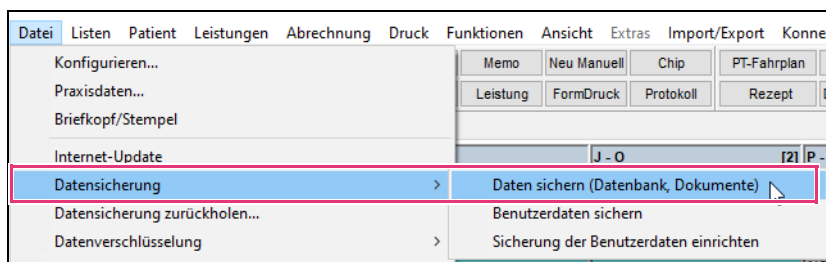 Datei Listen Patient Leistungen Abrechnung Druck Funktionen Ansicht Extras Import/Export
Konfigurieren... Memo Neu Manuell Chip PT-Fahrplan
Praxisdaten... Leistung FormDruck Protokoll Rezept
Briefkopf/Stempel
Internet-Update J - O [2] P -
Datensicherung > Daten sichern (Datenbank, Dokumente)
Datensicherung zurückholen... Benutzerdaten sichern
Datenverschlüsselung > Sicherung der Benutzerdaten einrichten